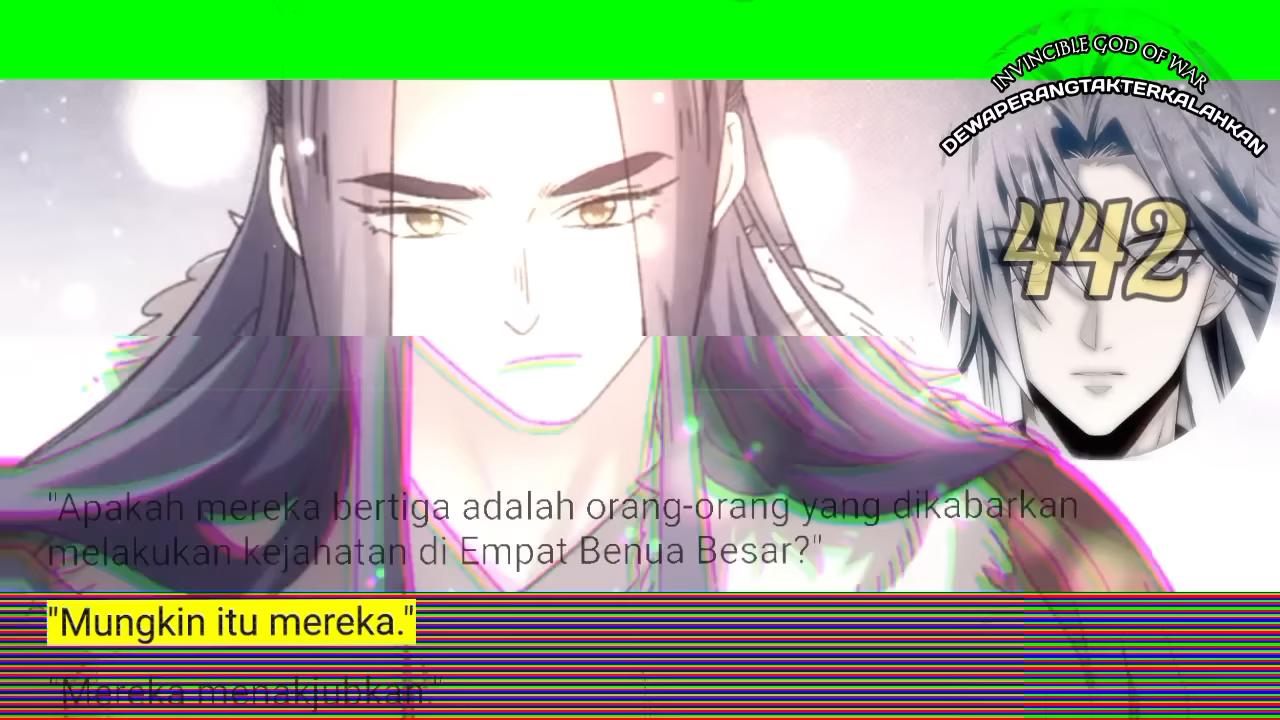 INVINCIBLE GOD OF WAR
DEWAPERANGTAKTERKALAHKAN
442
"Apakah mereka bertiga adalah orang-orang yang dikabarkan
melakukan kejahatan di Empat Benua Besar?"
"Mungkin itu mereka."
"Mereka menakjubkan."